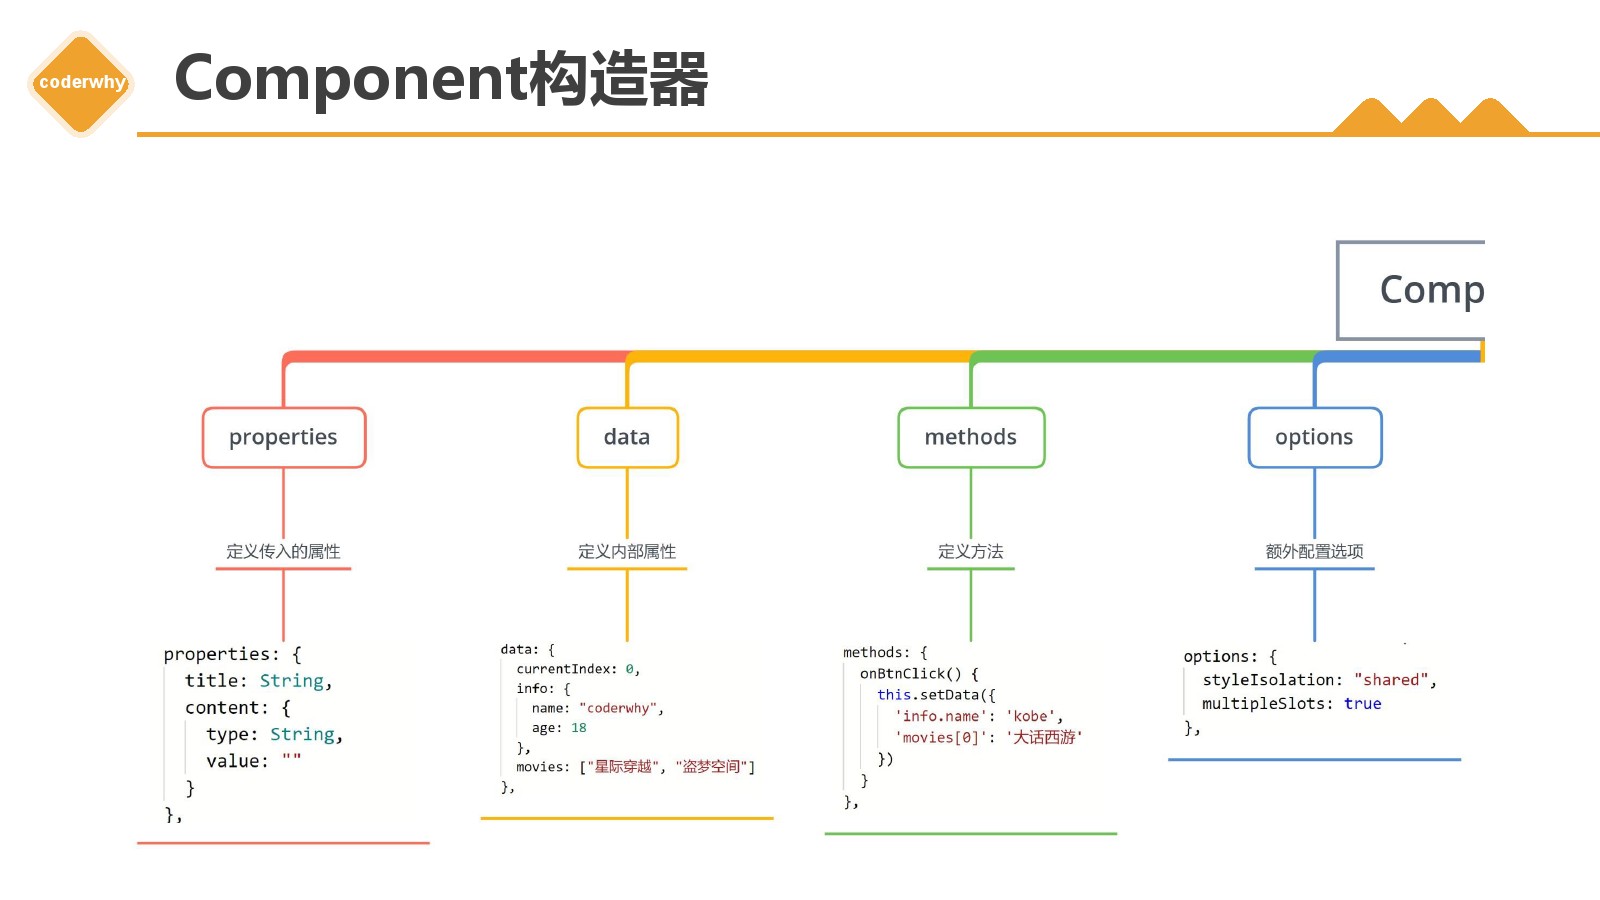 coderwhy
Component构造器
Comp
properties
data
methods
options
定义传入的属性
定义内部属性
定义方法
额外配置选项
properties: {
title: String,
content: {
type: String,
value: ""
}
},
data: {
currentIndex: 0,
info: {
name: "coderwhy",
age: 18
},
movies: ["星际穿越", "盗梦空间"]
},
methods: {
onBtnClick() {
this.setData({
'info.name': 'kobe',
'movies[0]': '大话西游'
})
}
},
options: {
styleIsolation: "shared",
multipleSlots: true
},